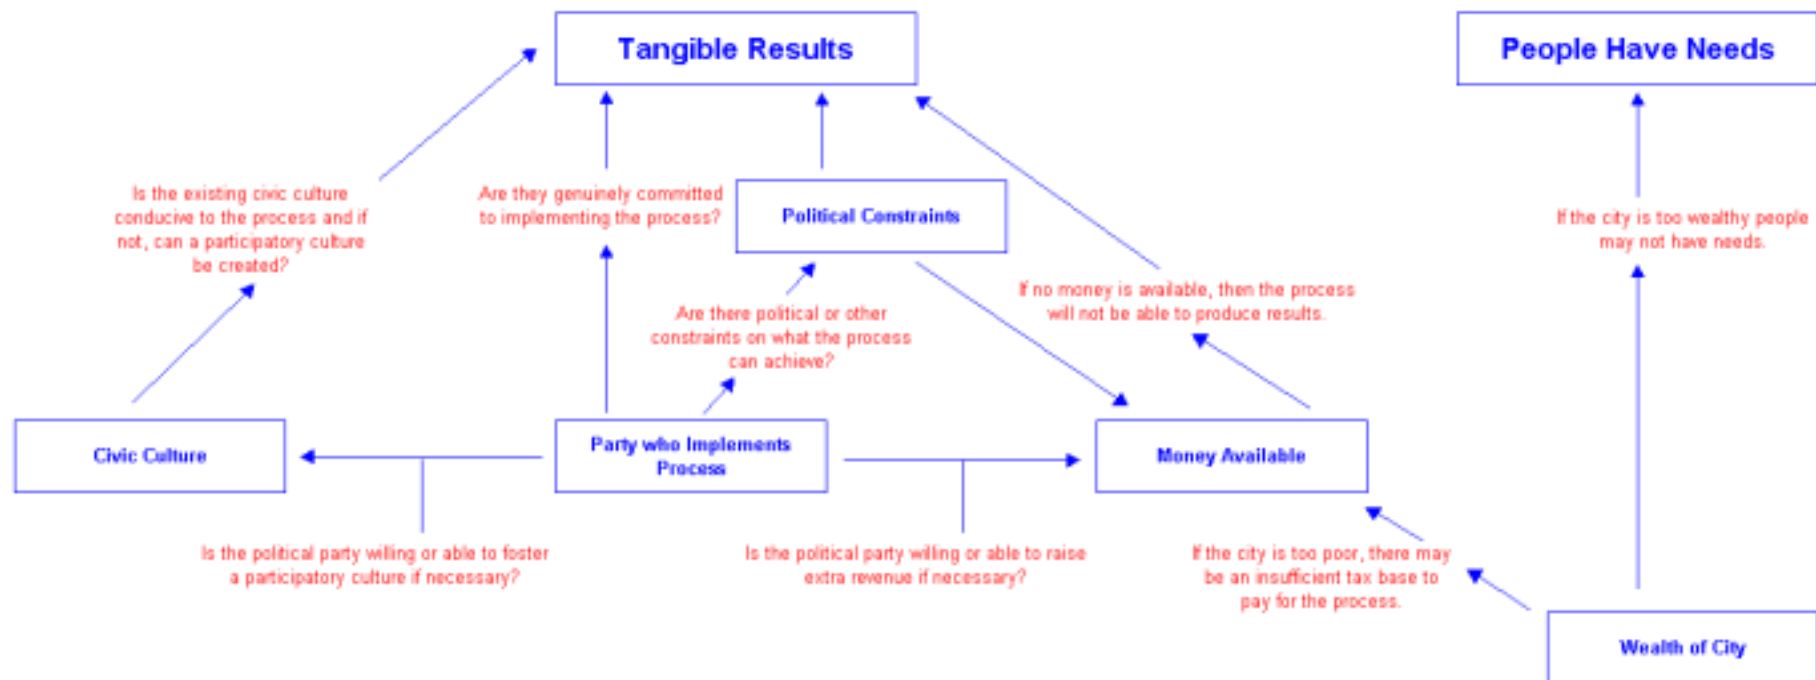 Tangible Results
People Have Needs
Is the existing civic culture
conducive to the process and if
not, can a participatory culture
be created?
Are they genuinely committed
to implementing the process?
Political Constraints
If the city is too wealthy people
may not have needs.
Are there political or other
constraints on what the process
can achieve?
If no money is available, then the process
will not be able to produce results.
Civic Culture
Party who Implements
Process
Money Available
Is the political party willing or able to foster
a participatory culture if necessary?
Is the political party willing or able to raise
extra revenue if necessary?
If the city is too poor, there may
be an insufficient tax base to
pay for the process.
Wealth of City